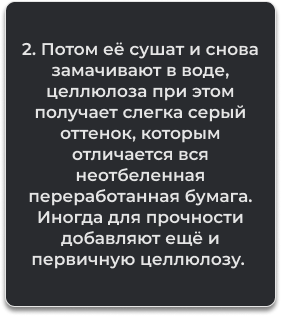 2. Потом её сушат и снова
замачивают в воде,
целлюлоза при этом
получает слегка серый
оттенок, которым
отличается вся
неотбеленная
переработанная бумага.
Иногда для прочности
добавляют ещё и
первичную целлюлозу.